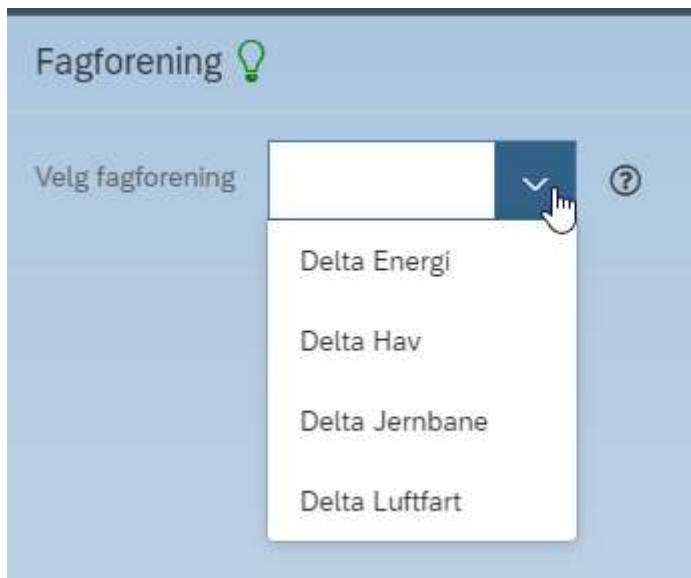 Fagforening
Velg fagforening
Delta Energi
Delta Hav
Delta Jernbane
Delta Luftfart